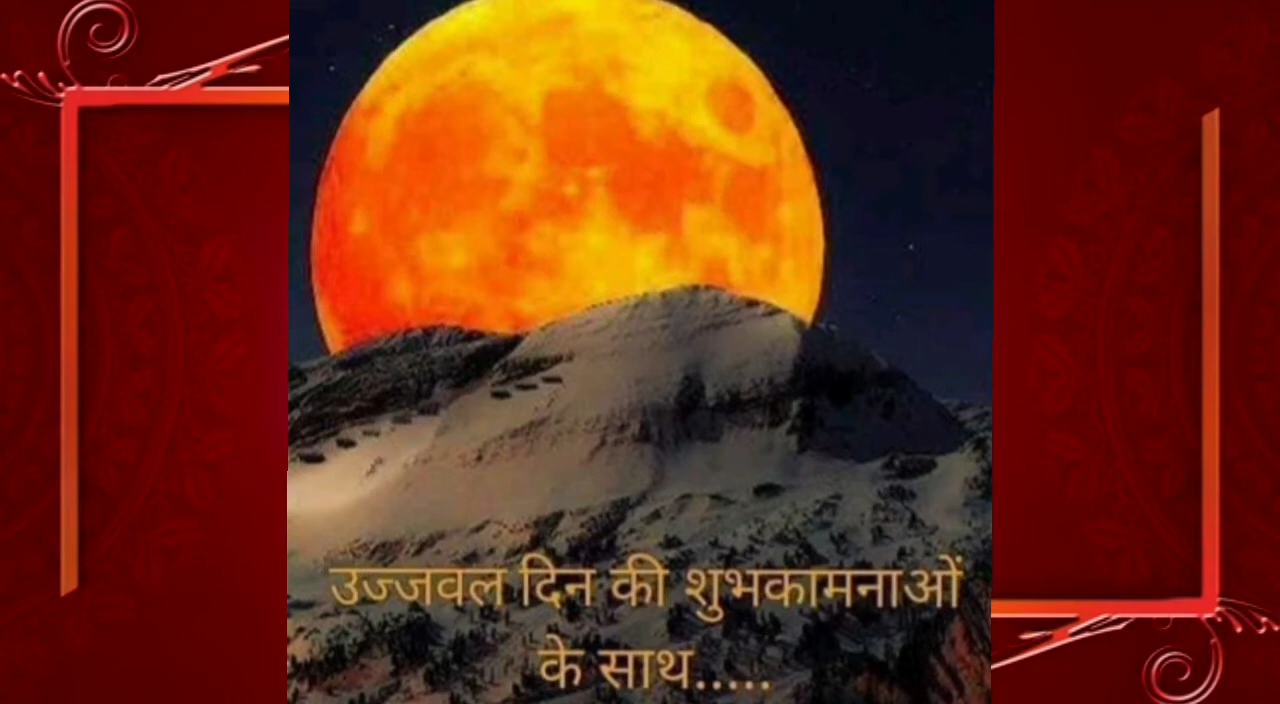 उज्जवल दिन की शुभकामनाओं
के साथ.....